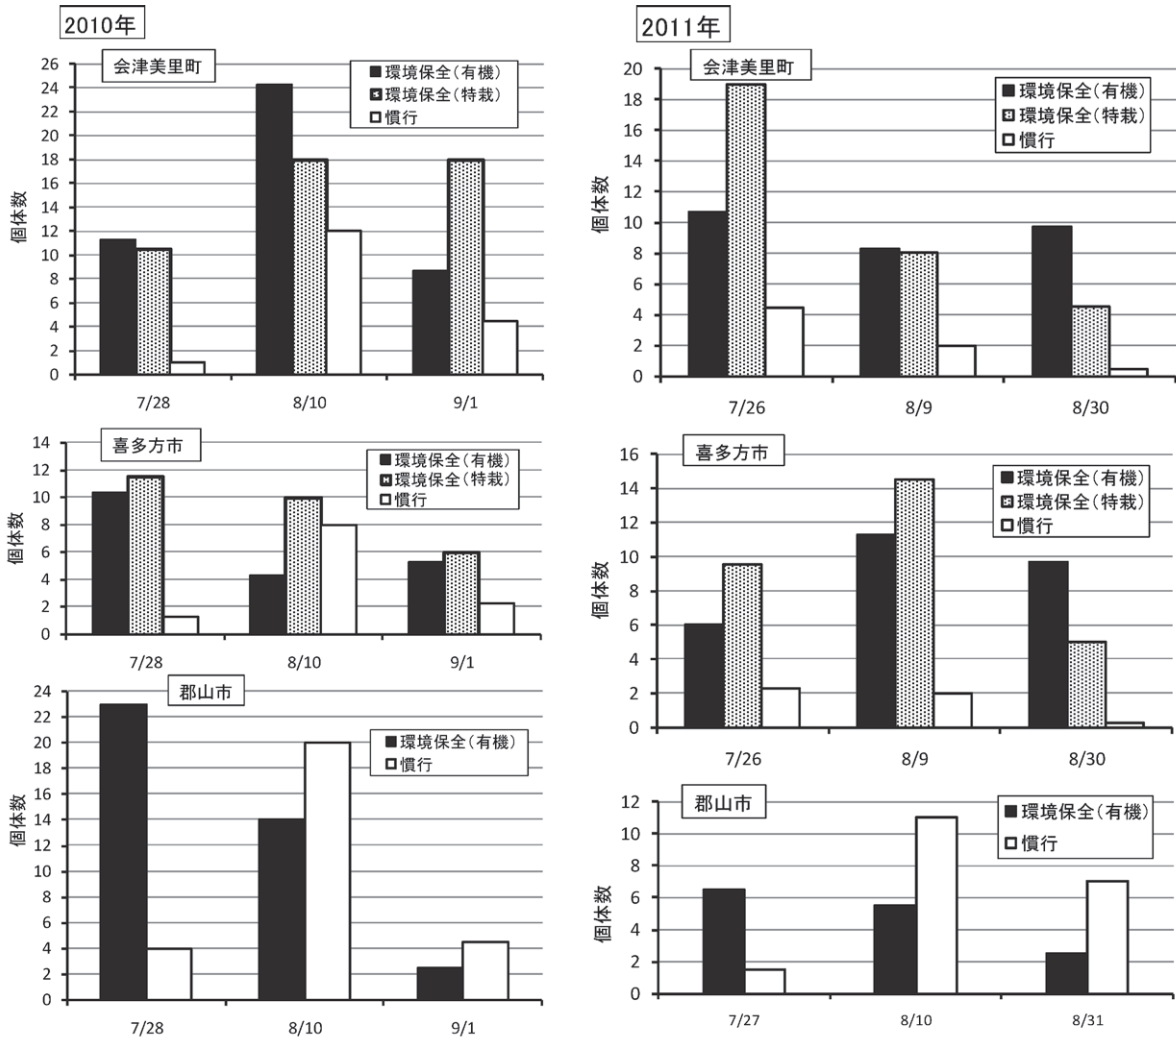 2010年
会津美里町
環境保全(有機)
環境保全(特栽)
慣行
個体数
26
24
22
20
18
16
14
12
10
8
6
4
2
0
7/28
8/10
9/1
喜多方市
環境保全(有機)
環境保全(特栽)
慣行
個体数
14
12
10
8
6
4
2
0
7/28
8/10
9/1
郡山市
環境保全(有機)
慣行
個体数
24
22
20
18
16
14
12
10
8
6
4
2
0
7/28
8/10
9/1
2011年
会津美里町
環境保全(有機)
環境保全(特栽)
慣行
個体数
20
18
16
14
12
10
8
6
4
2
0
7/26
8/9
8/30
喜多方市
環境保全(有機)
環境保全(特栽)
慣行
個体数
16
14
12
10
8
6
4
2
0
7/26
8/9
8/30
郡山市
環境保全(有機)
慣行
個体数
12
10
8
6
4
2
0
7/27
8/10
8/31